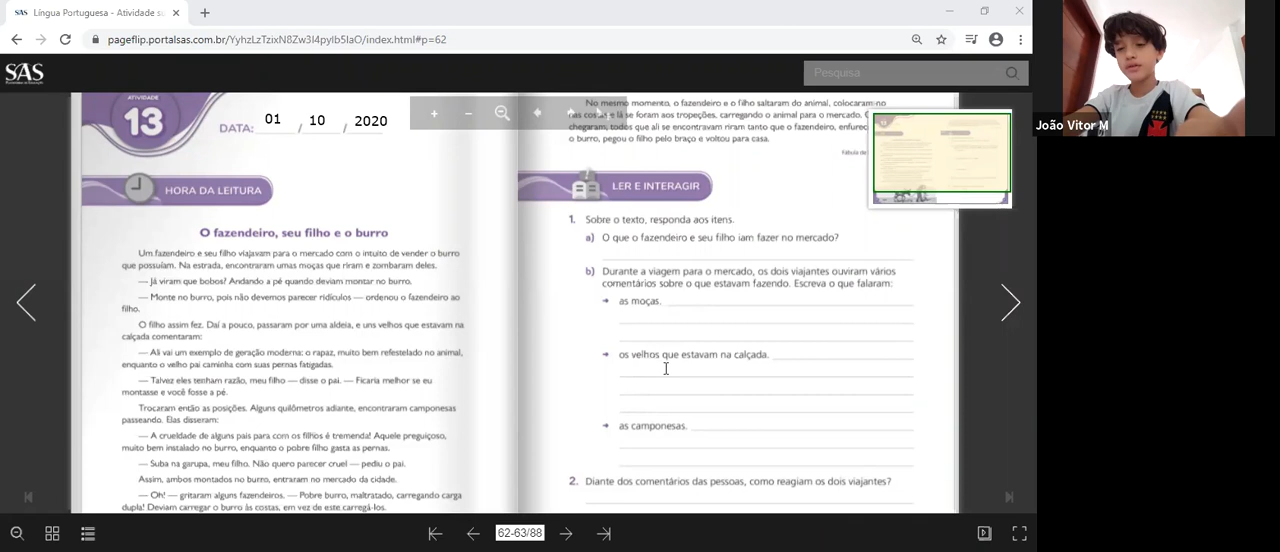 SAS Língua Portuguesa - Atividade su
pageflip.portalsas.com.br/YyhzLzTzixN8Zw3I4pyIb5IaO/index.html#p=62
SAS
Pesquisa
ATIVIDADE
13
DATA: 01 / 10 / 2020
HORA DA LEITURA
O fazendeiro, seu filho e o burro
Um fazendeiro e seu filho viajavam para o mercado com o intuito de vender o burro
que possuíam. Na estrada, encontraram umas moças que riram e zombaram deles.
— Já viram que bobos? Andando a pé quando deviam montar no burro.
— Monte no burro, pois não devemos parecer ridículos — ordenou o fazendeiro ao
filho.
O filho assim fez. Daí a pouco, passaram por uma aldeia, e uns velhos que estavam na
calçada comentaram:
— Ali vai um exemplo de geração moderna: o rapaz, muito bem refestelado no animal,
enquanto o velho pai caminha com suas pernas fatigadas.
— Talvez eles tenham razão, meu filho — disse o pai. — Ficaria melhor se eu
montasse e você fosse a pé.
Trocaram então as posições. Alguns quilômetros adiante, encontraram camponesas
passeando. Elas disseram:
— A crueldade de alguns pais para com os filhos é tremenda! Aquele preguiçoso,
muito bem instalado no burro, enquanto o pobre filho gasta as pernas.
— Suba na garupa, meu filho. Não quero parecer cruel — pediu o pai.
Assim, ambos montados no burro, entraram no mercado da cidade.
— Oh! — gritaram alguns fazendeiros. — Pobre burro, maltratado, carregando carga
dupla! Deviam carregar o burro às costas, em vez de este carregá-los.
No mesmo momento, o fazendeiro e o filho saltaram do animal, colocaram-no
nas costas e lá se foram aos tropeções, carregando o animal para o mercado.
chegaram, todos que ali se encontravam riram tanto que o fazendeiro, enfurec
o burro, pegou o filho pelo braço e voltou para casa.
Fábula de
LER E INTERAGIR
1. Sobre o texto, responda aos itens.
a) O que o fazendeiro e seu filho iam fazer no mercado?
b) Durante a viagem para o mercado, os dois viajantes ouviram vários
comentários sobre o que estavam fazendo. Escreva o que falaram:
as moças.
os velhos que estavam na calçada.
as camponesas.
2. Diante dos comentários das pessoas, como reagiam os dois viajantes?
62-63/88
João Vitor M